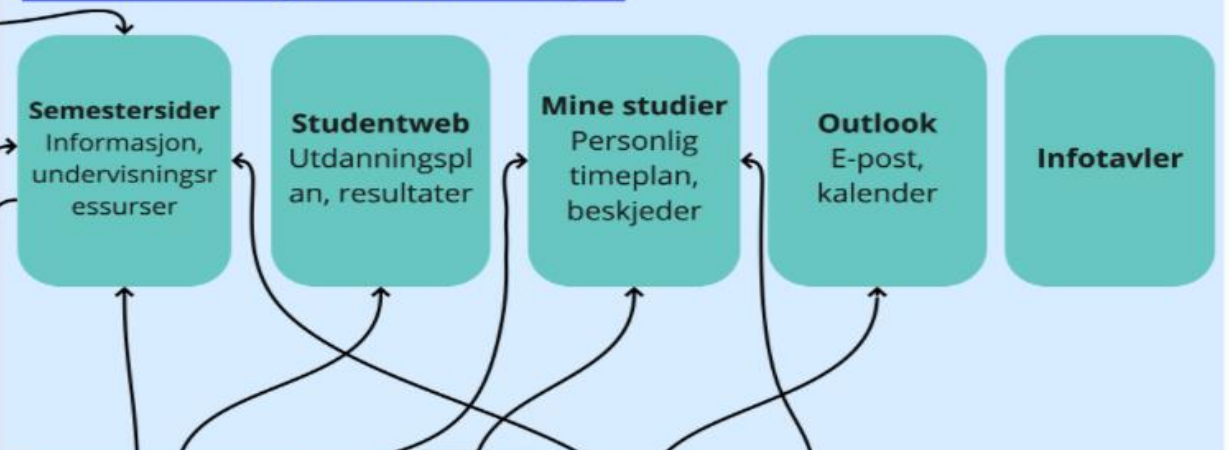 Semestersider
Informasjon,
undervisningsr
essurser
Studentweb
Utdanningspl
an, resultater
Mine studier
Personlig
timeplan,
beskjeder
Outlook
E-post,
kalender
Infotavler